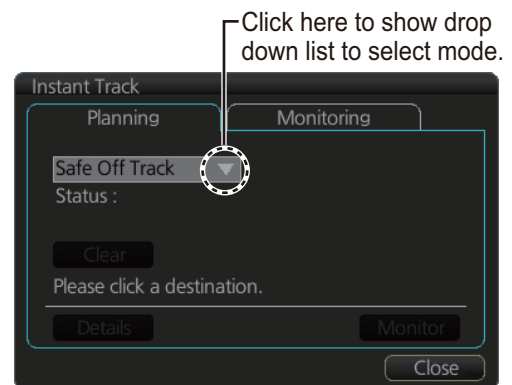 Click here to show drop
down list to select mode.
Instant Track
Planning
Monitoring
Safe Off Track
Status :
Clear
Please click a destination.
Details
Monitor
Close